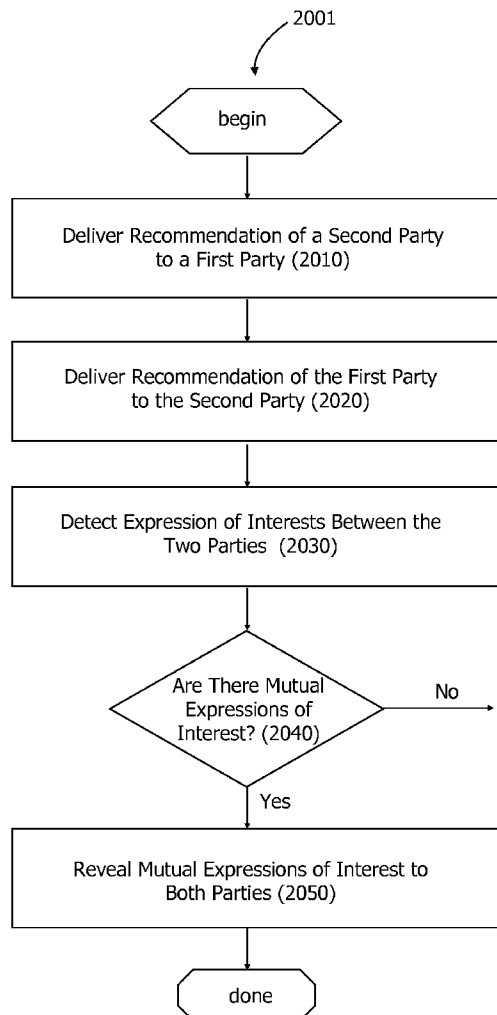 2001
begin
Deliver Recommendation of a Second Party
to a First Party (2010)
Deliver Recommendation of the First Party
to the Second Party (2020)
Detect Expression of Interests Between the
Two Parties (2030)
Are There Mutual
Expressions of
Interest? (2040)
No
Yes
Reveal Mutual Expressions of Interest to
Both Parties (2050)
done